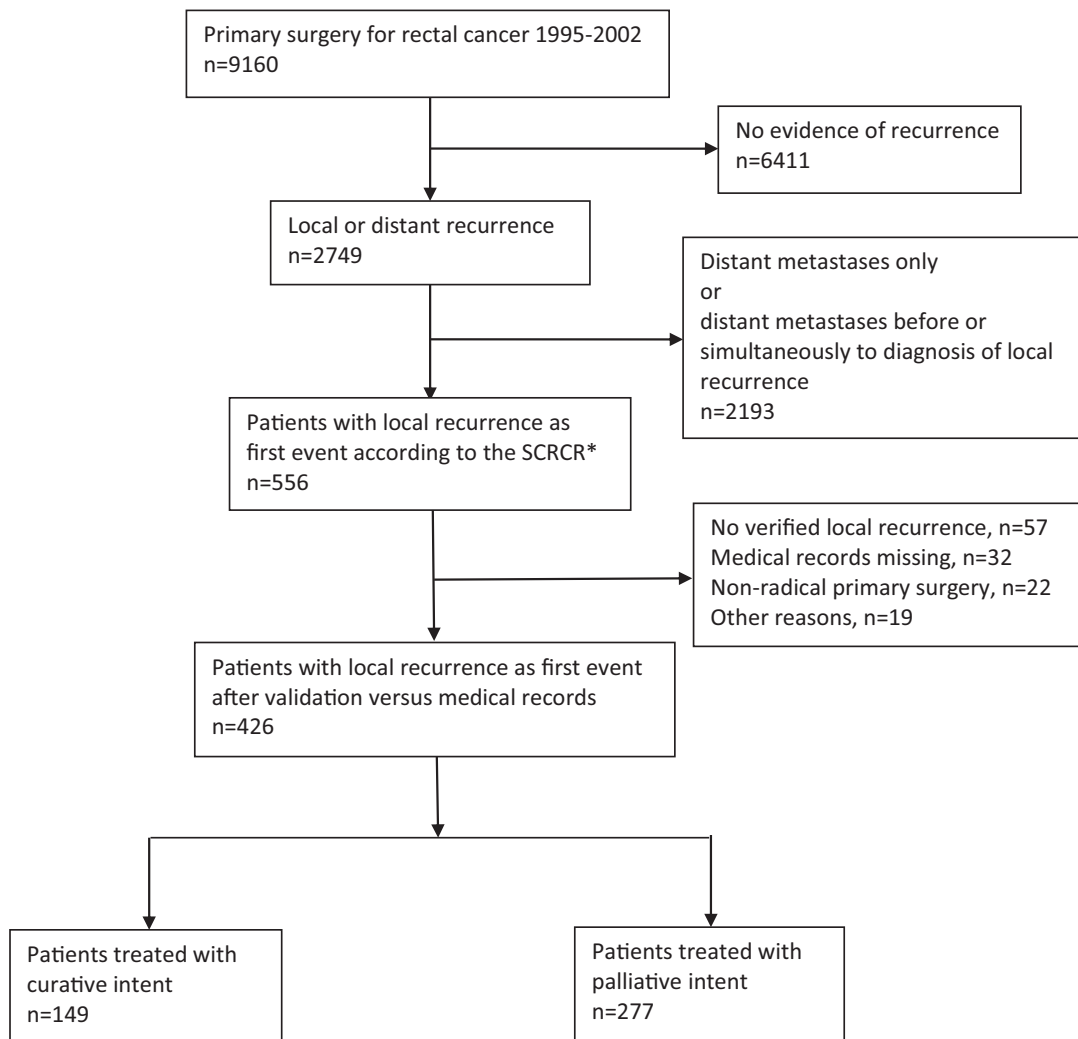 Primary surgery for rectal cancer 1995-2002
n=9160
No evidence of recurrence
n=6411
Local or distant recurrence
n=2749
Distant metastases only
or
distant metastases before or
simultaneously to diagnosis of local
recurrence
n=2193
Patients with local recurrence as
first event according to the SCRCR*
n=556
No verified local recurrence, n=57
Medical records missing, n=32
Non-radical primary surgery, n=22
Other reasons, n=19
Patients with local recurrence as first event
after validation versus medical records
n=426
Patients treated with
curative intent
n=149
Patients treated with
palliative intent
n=277